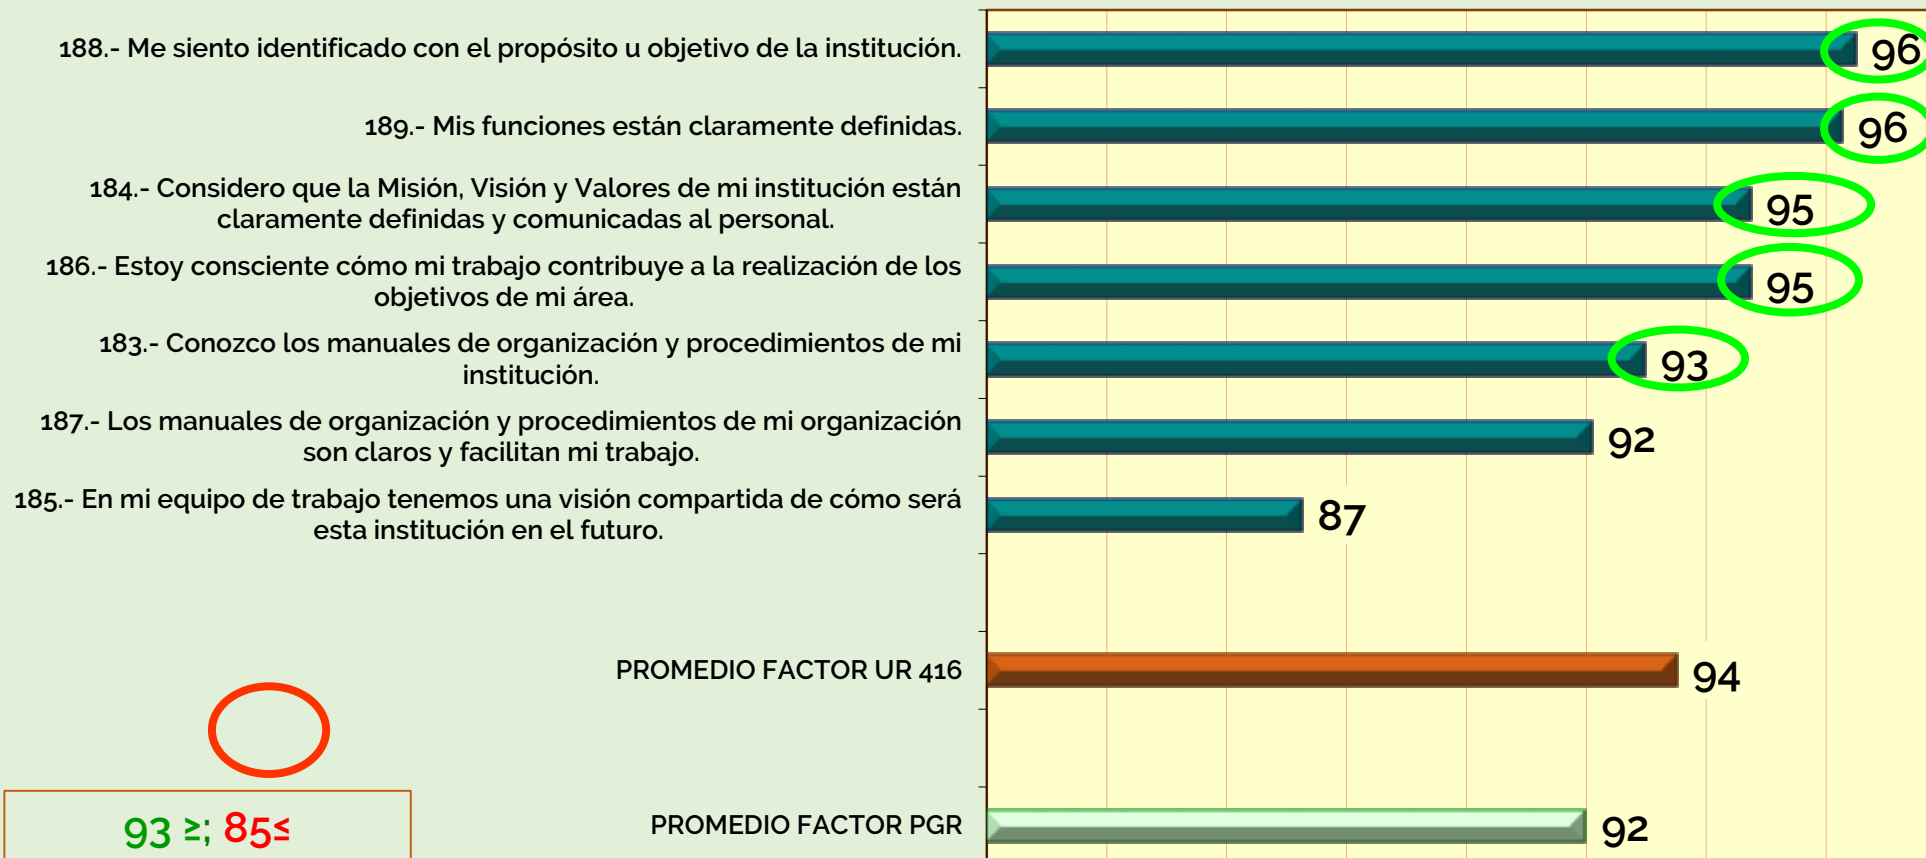 188.- Me siento identificado con el propósito u objetivo de la institución.
96
189.- Mis funciones están claramente definidas.
96
184.- Considero que la Misión, Visión y Valores de mi institución están
claramente definidas y comunicadas al personal.
95
186.- Estoy consciente cómo mi trabajo contribuye a la realización de los
objetivos de mi área.
95
183.- Conozco los manuales de organización y procedimientos de mi
institución.
93
187.- Los manuales de organización y procedimientos de mi organización
son claros y facilitan mi trabajo.
92
185.- En mi equipo de trabajo tenemos una visión compartida de cómo será
esta institución en el futuro.
87
PROMEDIO FACTOR UR 416
94
93 ≥; 85≤
PROMEDIO FACTOR PGR
92